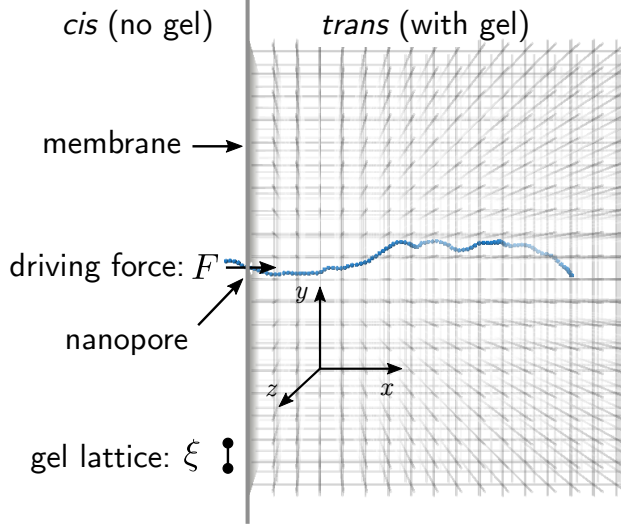 cis (no gel) trans (with gel)
membrane
driving force: F
nanopore
y
z
x
gel lattice: ξ